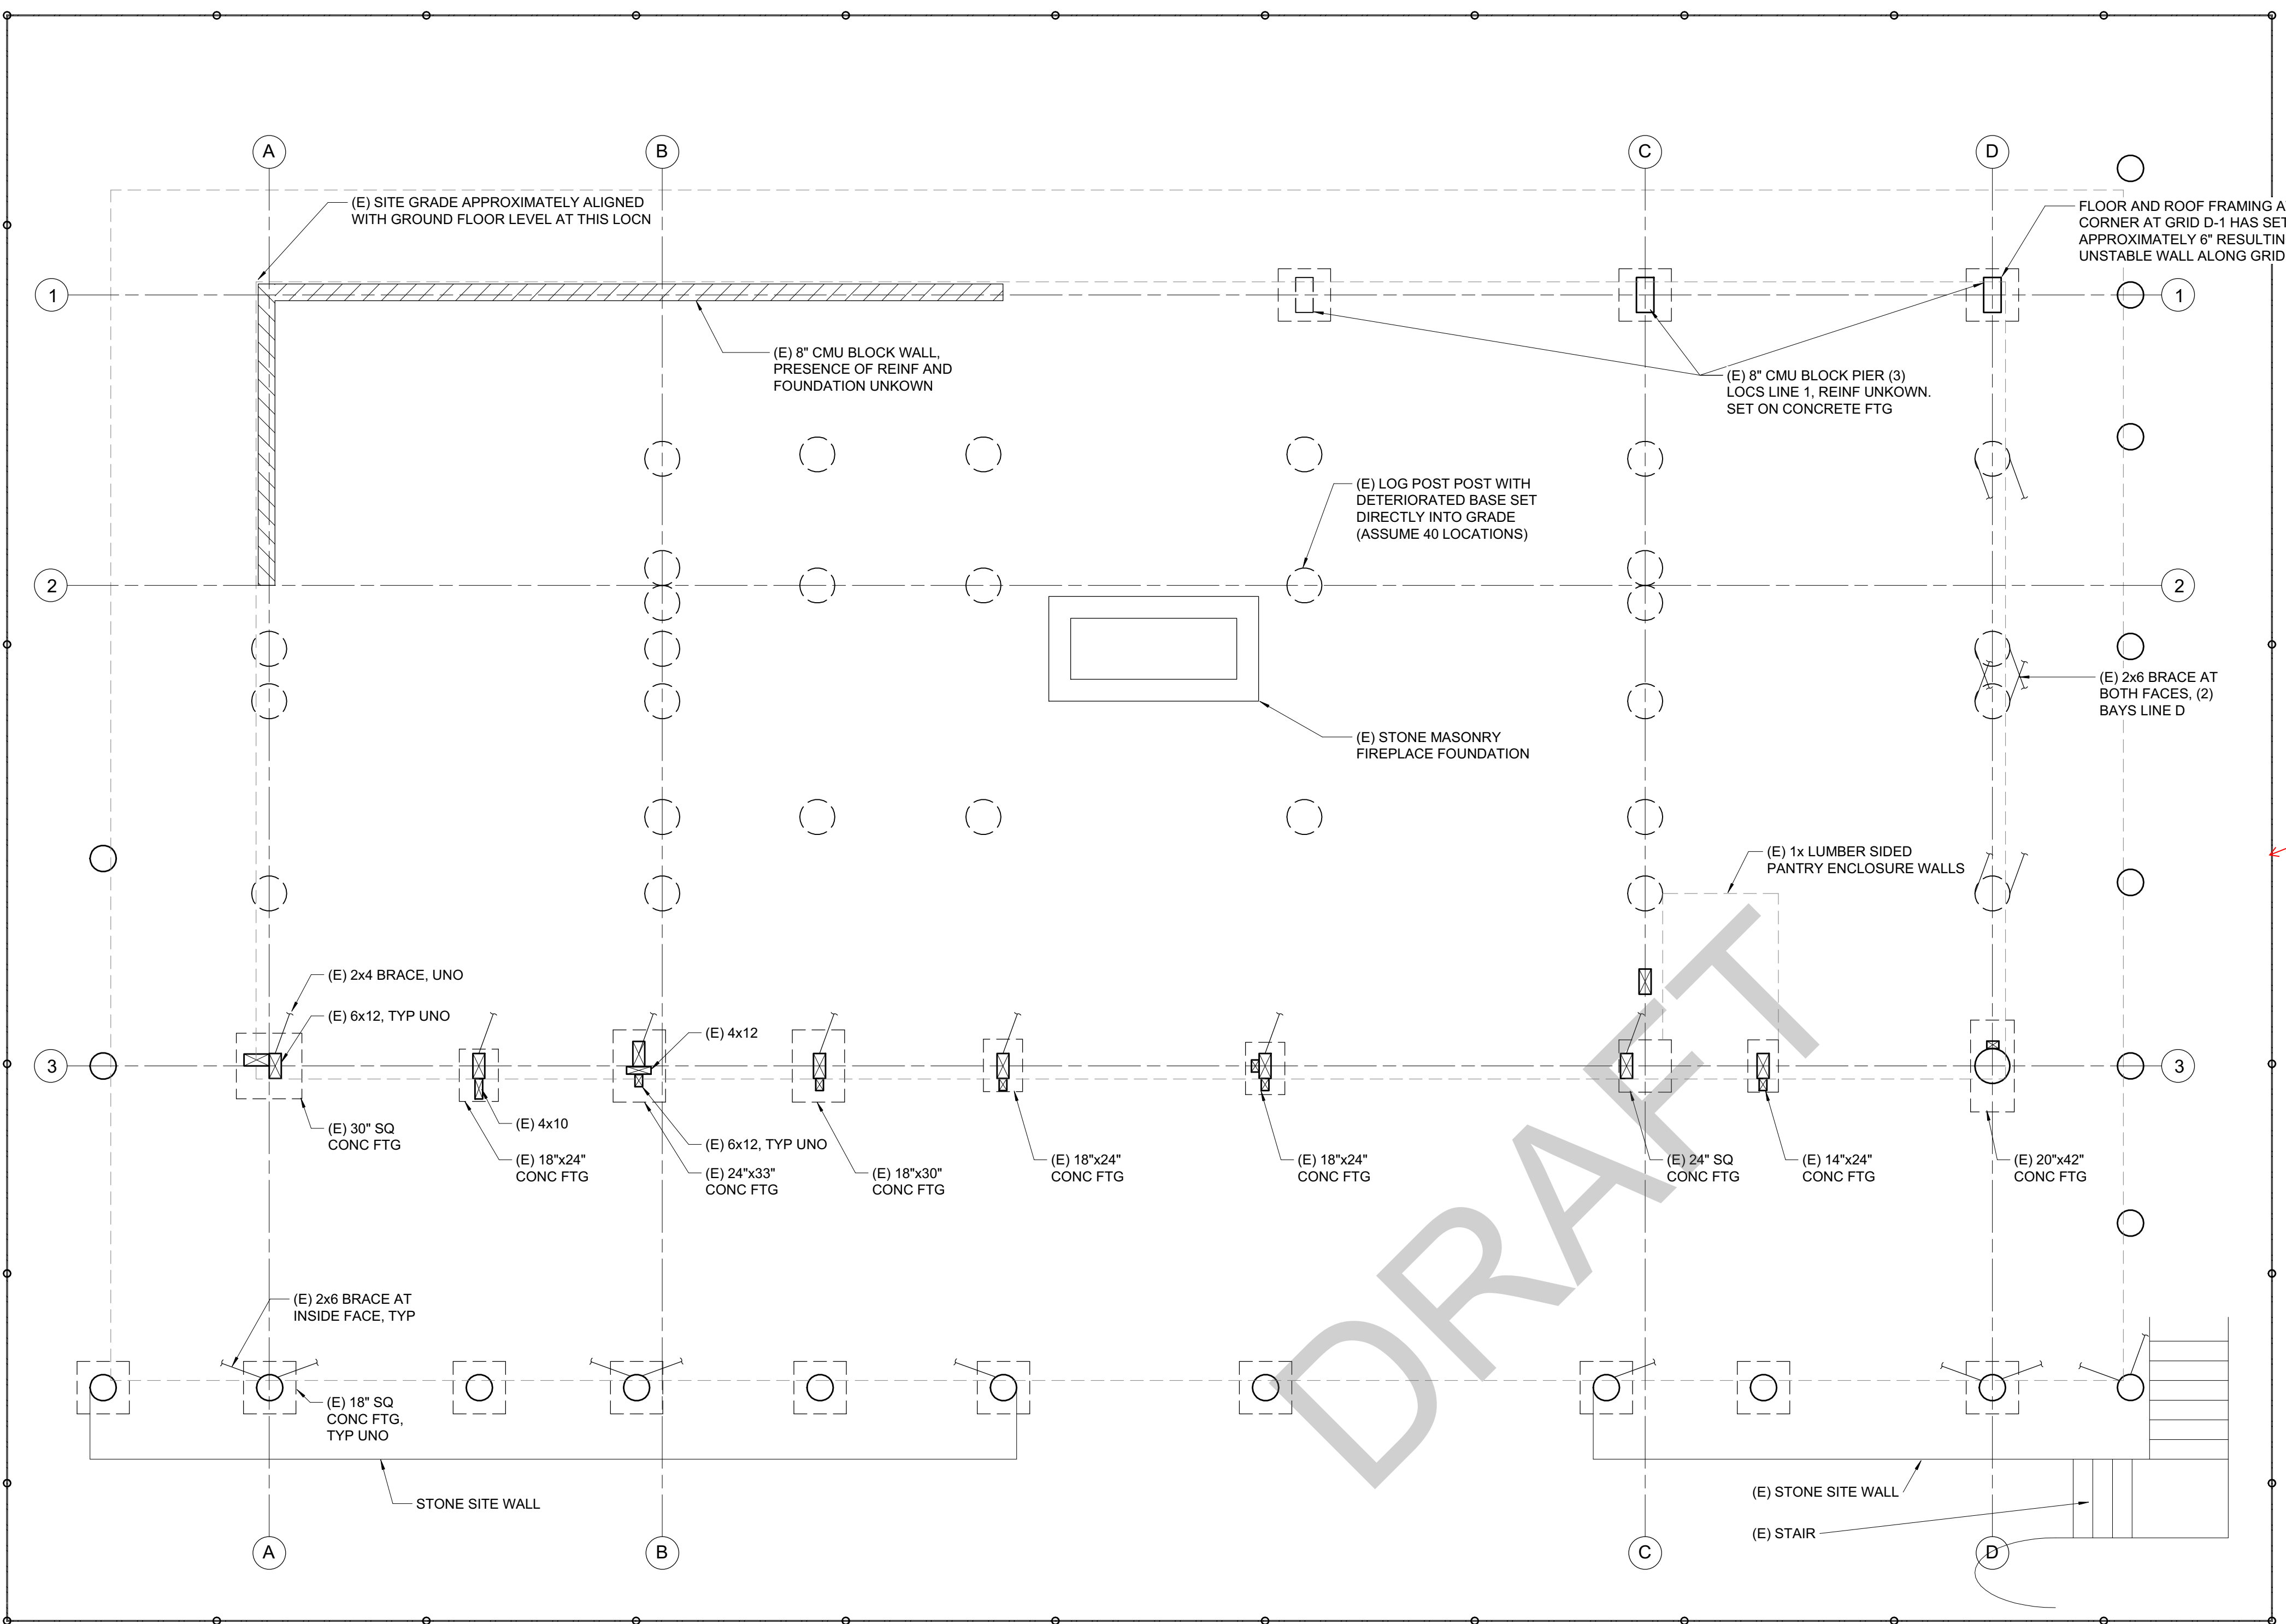 A
B
C
D
(E) SITE GRADE APPROXIMATELY ALIGNED
WITH GROUND FLOOR LEVEL AT THIS LOCN
FLOOR AND ROOF FRAMING
CORNER AT GRID D-1 HAS
APPROXIMATELY 6"
UNSTABLE WALL ALONG GRID
1
1
(E) 8" CMU BLOCK WALL,
PRESENCE OF REINF AND
FOUNDATION UNKOWN
(E) 8" CMU BLOCK PIER (3)
LOCS LINE 1, REINF UNKOWN.
SET ON CONCRETE FTG
(E) LOG POST POST WITH
DETERIORATED BASE SET
DIRECTLY INTO GRADE
(ASSUME 40 LOCATIONS)
2
2
(E) 2x6 BRACE AT
BOTH FACES, (2)
BAYS LINE D
(E) STONE MASONRY
FIREPLACE FOUNDATION
(E) 1x LUMBER SIDED
PANTRY ENCLOSURE WALLS
(E) 2x4 BRACE, UNO
(E) 6x12, TYP UNO
(E) 4x12
3
3
(E) 30" SQ
CONC FTG
(E) 4x10
(E) 18"x24"
CONC FTG
(E) 6x12, TYP UNO
(E) 24"x33"
CONC FTG
(E) 18"x30"
CONC FTG
(E) 18"x24"
CONC FTG
(E) 18"x24"
CONC FTG
(E) 24" SQ
CONC FTG
(E) 14"x24"
CONC FTG
(E) 20"x42"
CONC FTG
DRAFT
(E) 2x6 BRACE AT
INSIDE FACE, TYP
(E) 18" SQ
CONC FTG,
TYP UNO
STONE SITE WALL
(E) STONE SITE WALL
(E) STAIR
A
B
C
D